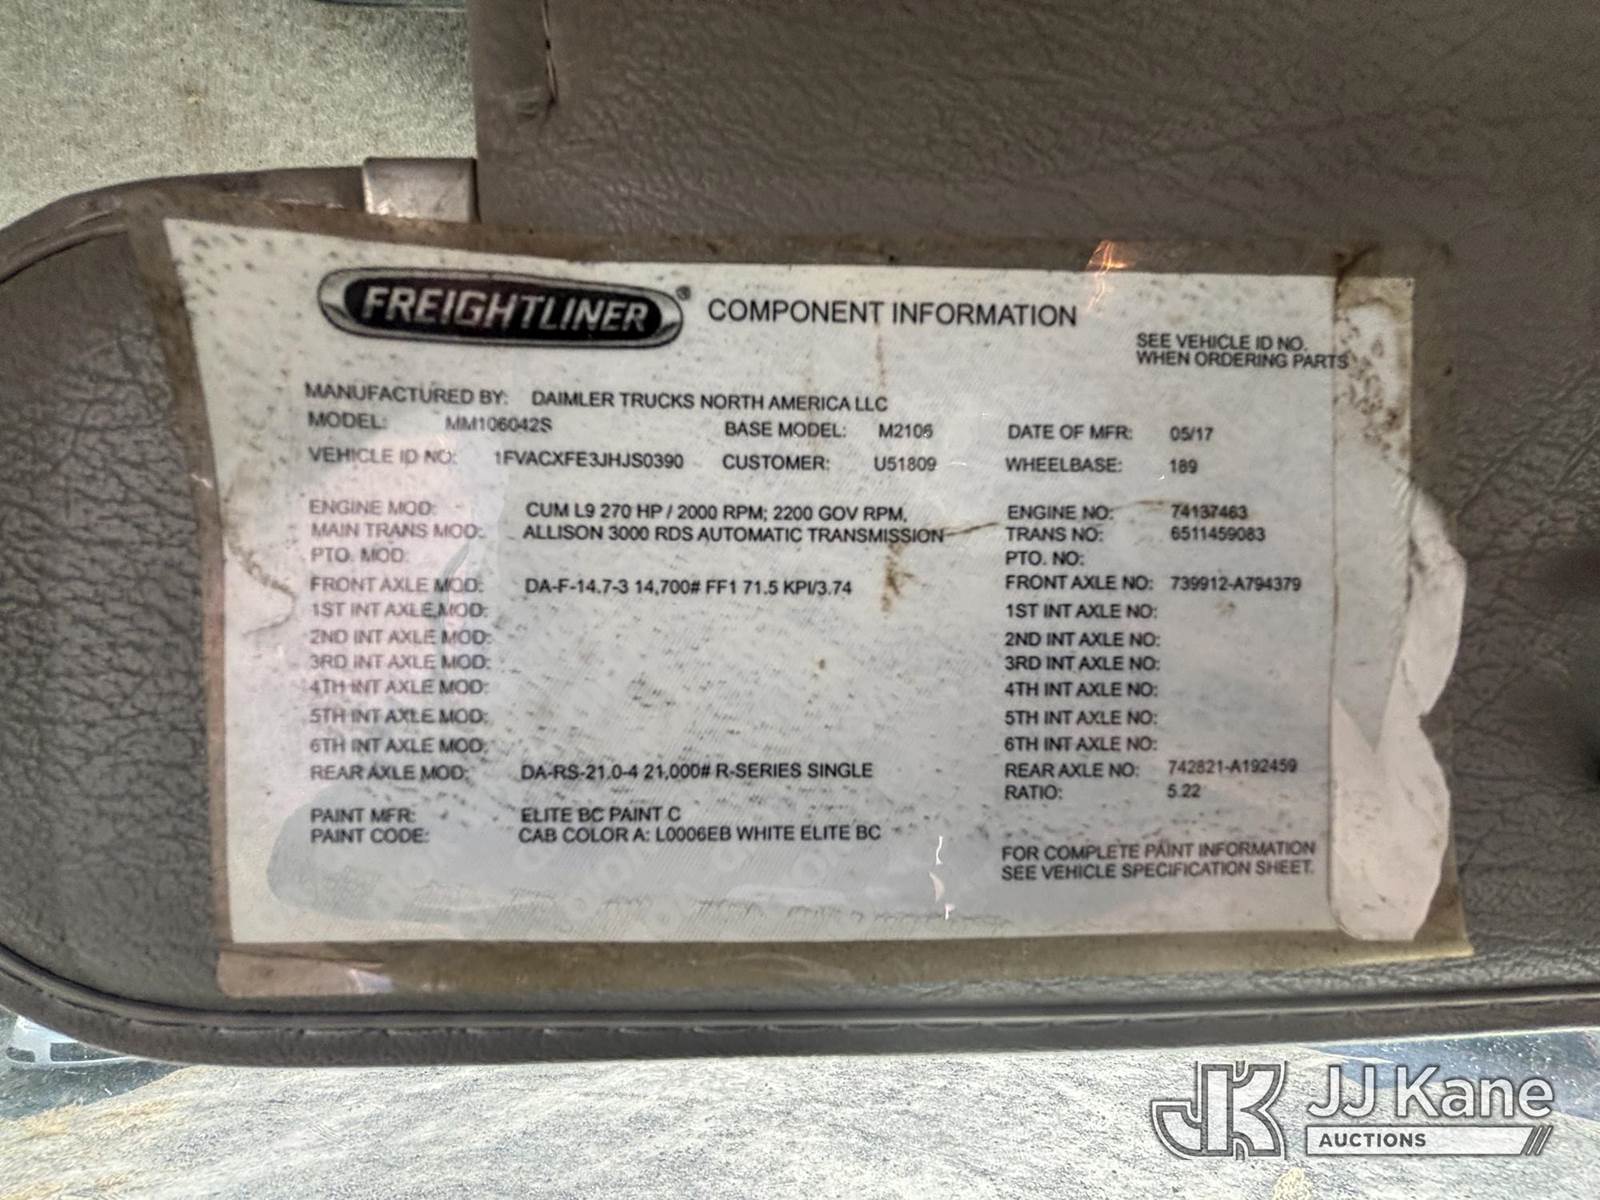 FREIGHTLINER® COMPONENT INFORMATION
SEE VEHICLE ID NO.
WHEN ORDERING PARTS
MANUFACTURED BY: DAIMLER TRUCKS NORTH AMERICA LLC
MODEL: MM106042S BASE MODEL: M2106 DATE OF MFR: 05/17
VEHICLE ID NO: 1FVACXFE3JHJS0390 CUSTOMER: U51809 WHEELBASE: 189
ENGINE MOD: CUM L9 270 HP / 2000 RPM; 2200 GOV RPM, ENGINE NO: 74137463
MAIN TRANS MOD: ALLISON 3000 RDS AUTOMATIC TRANSMISSION TRANS NO: 6511459083
PTO. MOD: PTO. NO:
FRONT AXLE MOD: DA-F-14.7-3 14,700# FF1 71.5 KPI/3.74 FRONT AXLE NO: 739912-A794379
1ST INT AXLE MOD: 1ST INT AXLE NO:
2ND INT AXLE MOD: 2ND INT AXLE NO:
3RD INT AXLE MOD: 3RD INT AXLE NO:
4TH INT AXLE MOD: 4TH INT AXLE NO:
5TH INT AXLE MOD: 5TH INT AXLE NO:
6TH INT AXLE MOD: 6TH INT AXLE NO:
REAR AXLE MOD: DA-RS-21.0-4 21,000# R-SERIES SINGLE REAR AXLE NO: 742821-A192459
RATIO: 5.22
PAINT MFR: ELITE BC PAINT C
PAINT CODE: CAB COLOR A: L0006EB WHITE ELITE BC
FOR COMPLETE PAINT INFORMATION
SEE VEHICLE SPECIFICATION SHEET.
JK JJ Kane
AUCTIONS